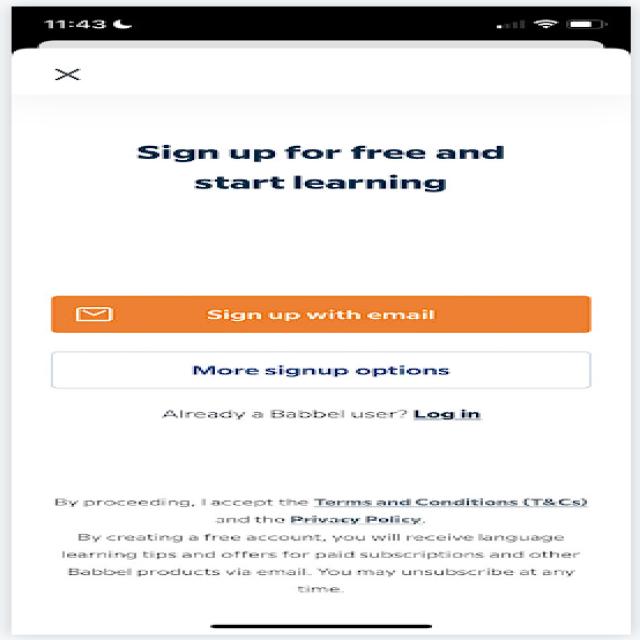 11:43
Sign up for free and
start learning
Sign up with email
More signup options
Already a Babbel user? Log in
By proceeding, I accept the Terms and Conditions (T&Cs)
and the Privacy Policy.
By creating a free account, you will receive language
learning tips and offers for paid subscriptions and other
Babbel products via email. You may unsubscribe at any
time.